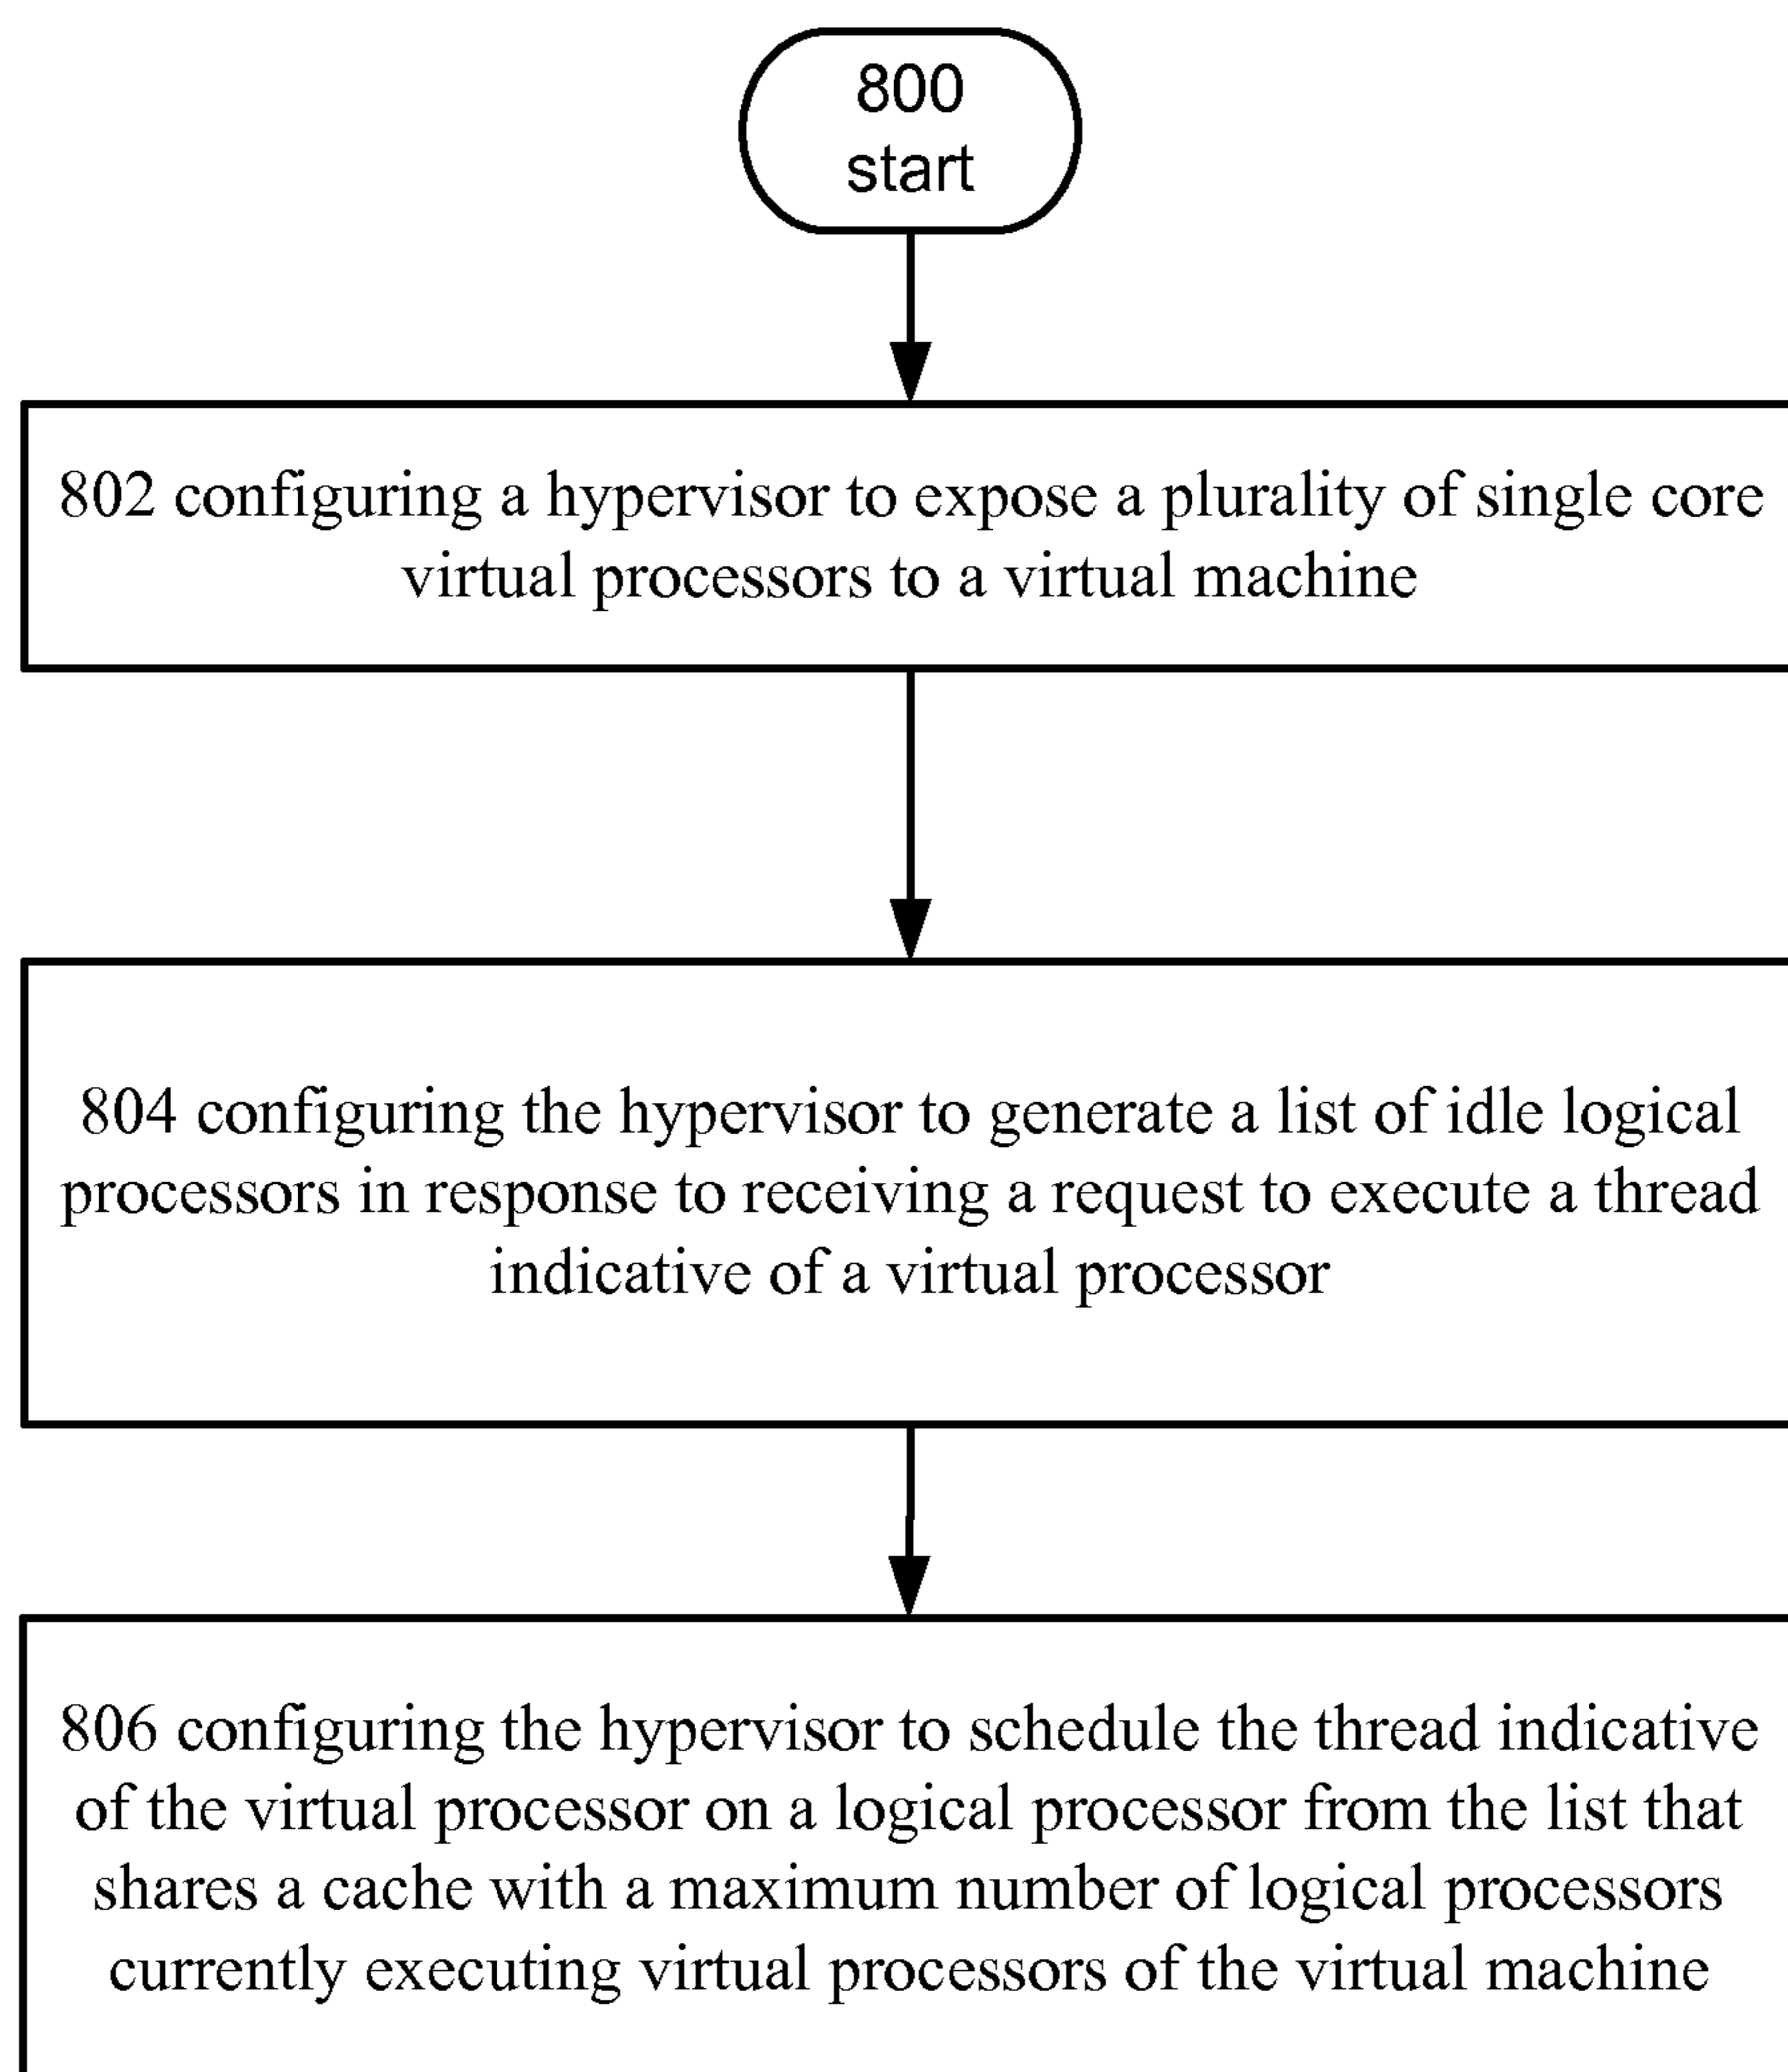 800
start
802 configuring a hypervisor to expose a plurality of single core
virtual processors to a virtual machine
804 configuring the hypervisor to generate a list of idle logical
processors in response to receiving a request to execute a thread
indicative of a virtual processor
806 configuring the hypervisor to schedule the thread indicative
of the virtual processor on a logical processor from the list that
shares a cache with a maximum number of logical processors
currently executing virtual processors of the virtual machine